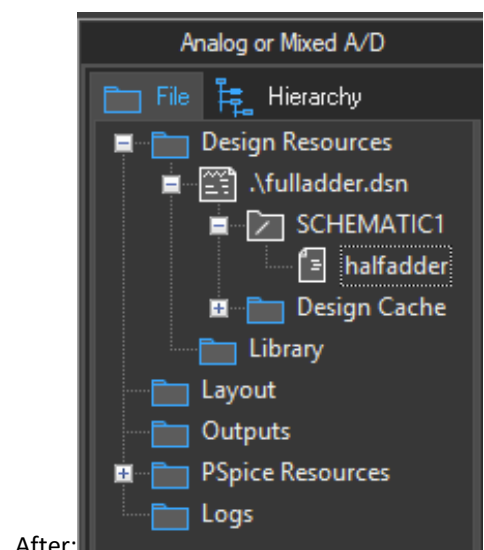 Analog or Mixed A/D
File Hierarchy
Design Resources
.\fulladder.dsn
SCHEMATIC1
halfadder
Design Cache
Library
Layout
Outputs
PSpice Resources
Logs
After: